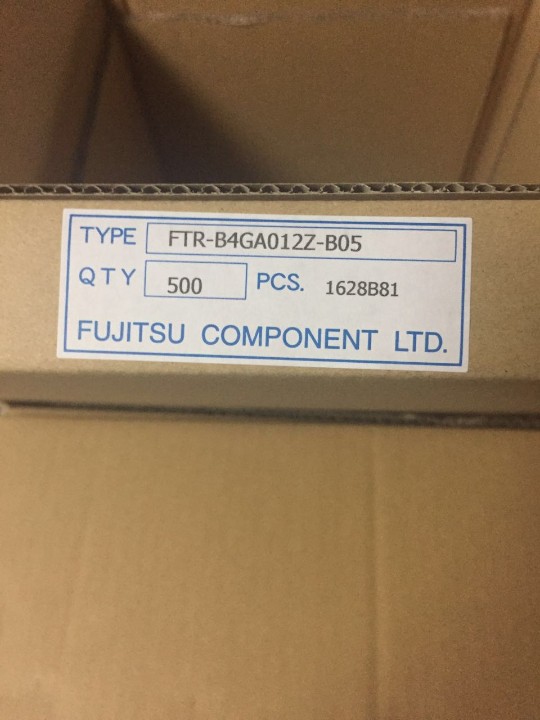 TYPE FTR-B4GA012Z-B05
QTY 500 PCS. 1628B81
FUJITSU COMPONENT LTD.